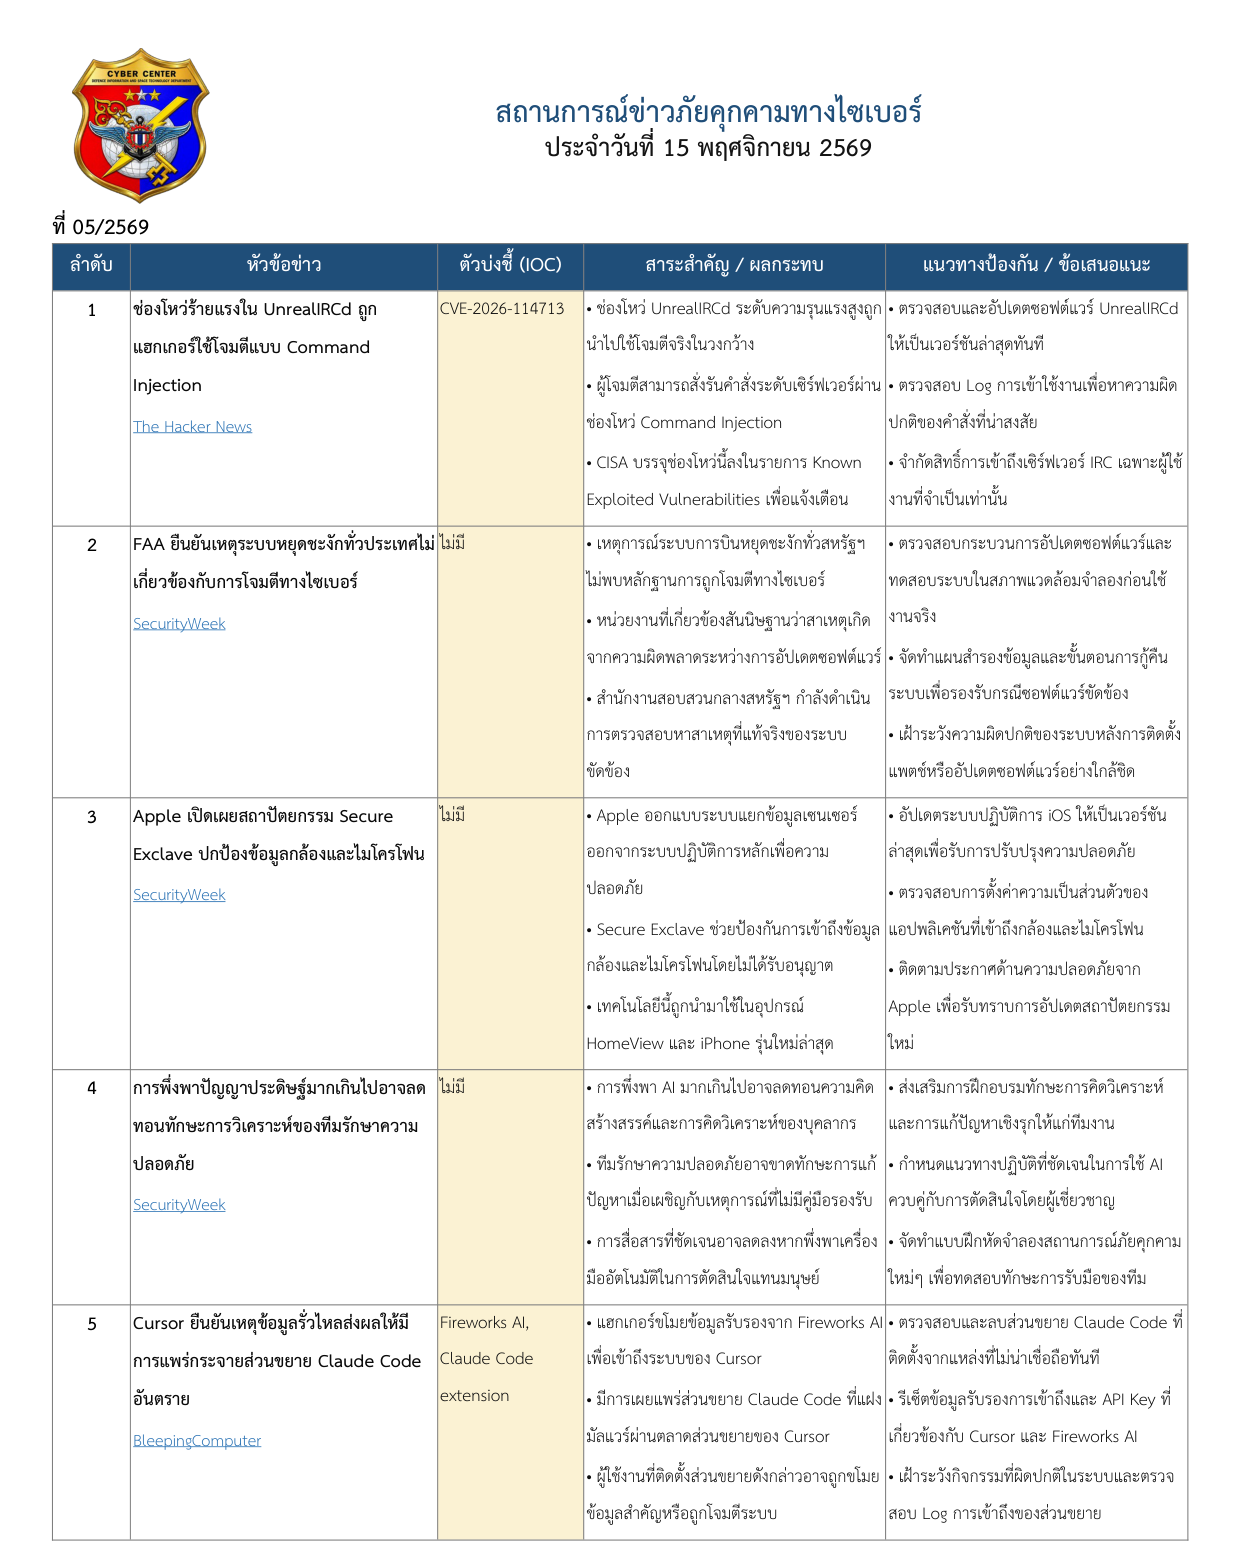 CYBER CENTER
DEFENCE INFORMATION AND SPACE TECHNOLOGY DEPARTMENT
สถานการณ์ข่าวภัยคุกคามทางไซเบอร์
ประจำวันที่ 15 พฤศจิกายน 2569
ที่ 05/2569
ลำดับ
หัวข้อข่าว
ตัวบ่งชี้ (IOC)
สาระสำคัญ / ผลกระทบ
แนวทางป้องกัน / ข้อเสนอแนะ
1
ช่องโหว่ร้ายแรงใน UnrealIRCd ถูก
แฮกเกอร์ใช้โจมตีแบบ Command
Injection
The Hacker News
CVE-2026-114713
• ช่องโหว่ UnrealIRCd ระดับความรุนแรงสูงถูก
นำไปใช้โจมตีจริงในวงกว้าง
• ผู้โจมตีสามารถสั่งรันคำสั่งระดับเซิร์ฟเวอร์ผ่าน
ช่องโหว่ Command Injection
• CISA บรรจุช่องโหว่นี้ลงในรายการ Known
Exploited Vulnerabilities เพื่อแจ้งเตือน
• ตรวจสอบและอัปเดตซอฟต์แวร์ UnrealIRCd
ให้เป็นเวอร์ชันล่าสุดทันที
• ตรวจสอบ Log การเข้าใช้งานเพื่อหาความผิด
ปกติของคำสั่งที่น่าสงสัย
• จำกัดสิทธิ์การเข้าถึงเซิร์ฟเวอร์ IRC เฉพาะผู้ใช้
งานที่จำเป็นเท่านั้น
2
FAA ยืนยันเหตุระบบหยุดชะงักทั่วประเทศไม่
เกี่ยวข้องกับการโจมตีทางไซเบอร์
SecurityWeek
ไม่มี
• เหตุการณ์ระบบการบินหยุดชะงักทั่วสหรัฐฯ
ไม่พบหลักฐานการถูกโจมตีทางไซเบอร์
• หน่วยงานที่เกี่ยวข้องสันนิษฐานว่าสาเหตุเกิด
จากความผิดพลาดระหว่างการอัปเดตซอฟต์แวร์
• สำนักงานสอบสวนกลางสหรัฐฯ กำลังดำเนิน
การตรวจสอบหาสาเหตุที่แท้จริงของระบบ
ขัดข้อง
• ตรวจสอบกระบวนการอัปเดตซอฟต์แวร์และ
ทดสอบระบบในสภาพแวดล้อมจำลองก่อนใช้
งานจริง
• จัดทำแผนสำรองข้อมูลและขั้นตอนการกู้คืน
ระบบเพื่อรองรับกรณีซอฟต์แวร์ขัดข้อง
• เฝ้าระวังความผิดปกติของระบบหลังการติดตั้ง
แพตช์หรืออัปเดตซอฟต์แวร์อย่างใกล้ชิด
3
Apple เปิดเผยสถาปัตยกรรม Secure
Exclave ปกป้องข้อมูลกล้องและไมโครโฟน
SecurityWeek
ไม่มี
• Apple ออกแบบระบบแยกข้อมูลเซนเซอร์
ออกจากระบบปฏิบัติการหลักเพื่อความ
ปลอดภัย
• Secure Exclave ช่วยป้องกันการเข้าถึงข้อมูล
กล้องและไมโครโฟนโดยไม่ได้รับอนุญาต
• เทคโนโลยีนี้ถูกนำมาใช้ในอุปกรณ์
HomeView และ iPhone รุ่นใหม่ล่าสุด
• อัปเดตระบบปฏิบัติการ iOS ให้เป็นเวอร์ชัน
ล่าสุดเพื่อรับการปรับปรุงความปลอดภัย
• ตรวจสอบการตั้งค่าความเป็นส่วนตัวของ
แอปพลิเคชันที่เข้าถึงกล้องและไมโครโฟน
• ติดตามประกาศด้านความปลอดภัยจาก
Apple เพื่อรับทราบการอัปเดตสถาปัตยกรรม
ใหม่
4
การพึ่งพาปัญญาประดิษฐ์มากเกินไปอาจลด
ทอนทักษะการวิเคราะห์ของทีมรักษาความ
ปลอดภัย
SecurityWeek
ไม่มี
• การพึ่งพา AI มากเกินไปอาจลดทอนความคิด
สร้างสรรค์และการคิดวิเคราะห์ของบุคลากร
• ทีมรักษาความปลอดภัยอาจขาดทักษะการแก้
ปัญหาเมื่อเผชิญกับเหตุการณ์ที่ไม่มีคู่มือรองรับ
• การสื่อสารที่ชัดเจนอาจลดลงหากพึ่งพาเครื่อง
มืออัตโนมัติในการตัดสินใจแทนมนุษย์
• ส่งเสริมการฝึกอบรมทักษะการคิดวิเคราะห์
และการแก้ปัญหาเชิงรุกให้แก่ทีมงาน
• กำหนดแนวทางปฏิบัติที่ชัดเจนในการใช้ AI
ควบคู่กับการตัดสินใจโดยผู้เชี่ยวชาญ
• จัดทำแบบฝึกหัดจำลองสถานการณ์ภัยคุกคาม
ใหม่ๆ เพื่อทดสอบทักษะการรับมือของทีม
5
Cursor ยืนยันเหตุข้อมูลรั่วไหลส่งผลให้มี
การแพร่กระจายส่วนขยาย Claude Code
อันตราย
BleepingComputer
Fireworks AI,
Claude Code
extension
• แฮกเกอร์ขโมยข้อมูลรับรองจาก Fireworks AI
เพื่อเข้าถึงระบบของ Cursor
• มีการเผยแพร่ส่วนขยาย Claude Code ที่แฝง
มัลแวร์ผ่านตลาดส่วนขยายของ Cursor
• ผู้ใช้งานที่ติดตั้งส่วนขยายดังกล่าวอาจถูกขโมย
ข้อมูลสำคัญหรือถูกโจมตีระบบ
• ตรวจสอบและลบส่วนขยาย Claude Code ที่
ติดตั้งจากแหล่งที่ไม่น่าเชื่อถือทันที
• รีเซ็ตข้อมูลรับรองการเข้าถึงและ API Key ที่
เกี่ยวข้องกับ Cursor และ Fireworks AI
• เฝ้าระวังกิจกรรมที่ผิดปกติในระบบและตรวจ
สอบ Log การเข้าถึงของส่วนขยาย